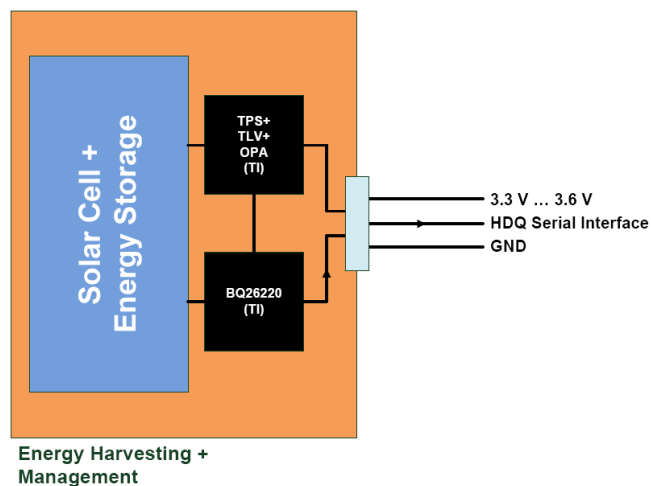 Solar Cell +
Energy Storage
TPS+
TLV+
OPA
(TI)
BQ26220
(TI)
3.3 V ... 3.6 V
HDQ Serial Interface
GND
Energy Harvesting +
Management